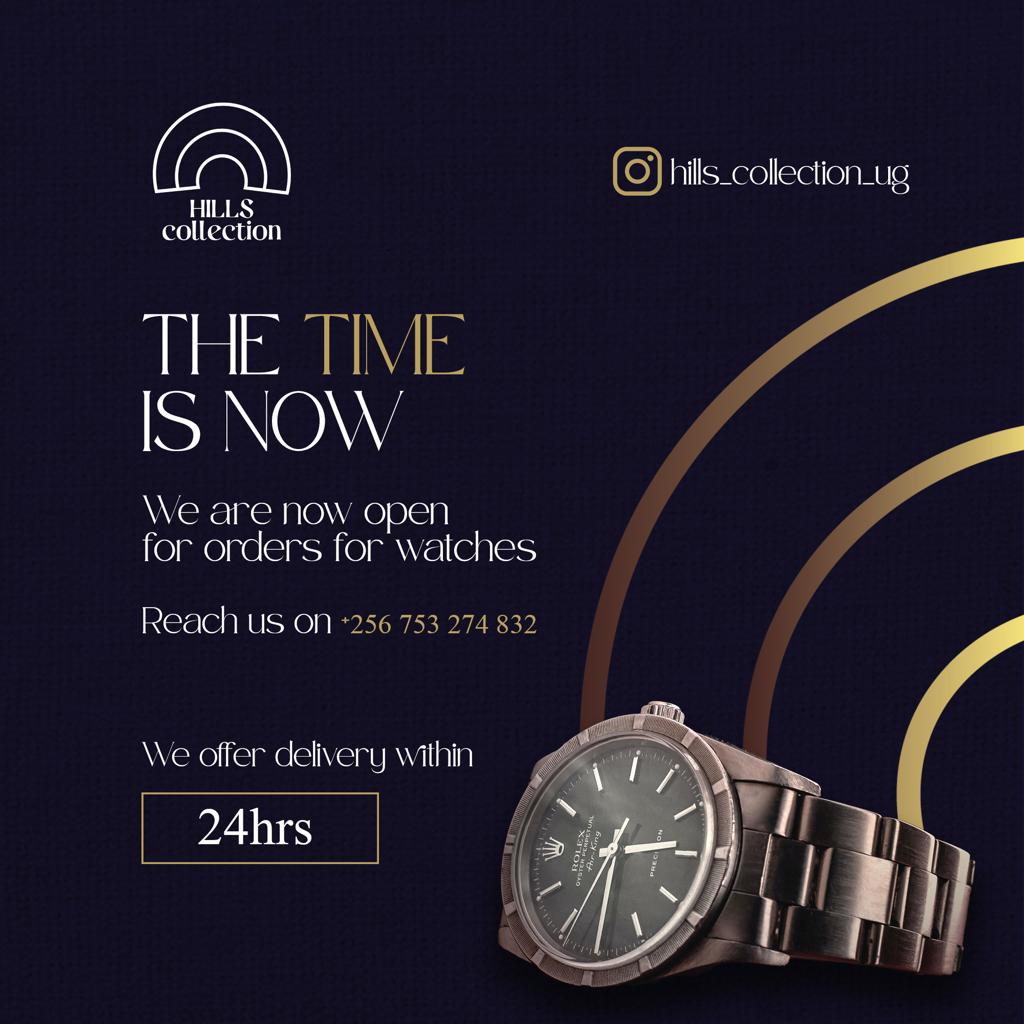 HILLS
collection
hills_collection_ug
THE TIME
IS NOW
We are now open
for orders for watches
Reach us on +256 753 274 832
We offer delivery within
24hrs
ROLEX
OYSTER PERPETUAL
Air-King
PRECISION